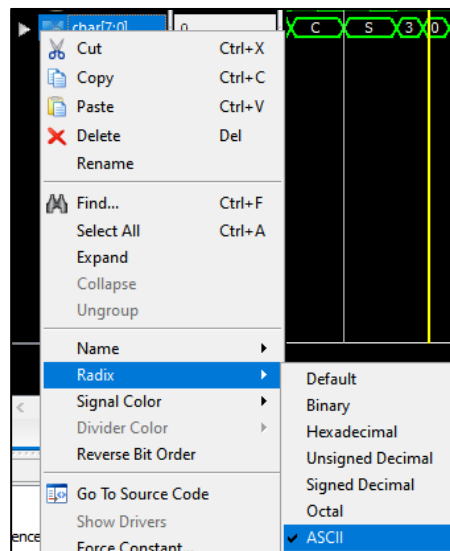 char[7:0] 0 C S 3 0
Cut Ctrl+X
Copy Ctrl+C
Paste Ctrl+V
Delete Del
Rename
Find... Ctrl+F
Select All Ctrl+A
Expand
Collapse
Ungroup
Name
Radix
Signal Color
Divider Color
Reverse Bit Order
Go To Source Code
Show Drivers
Force Constant...
Default
Binary
Hexadecimal
Unsigned Decimal
Signed Decimal
Octal
ASCII
ence